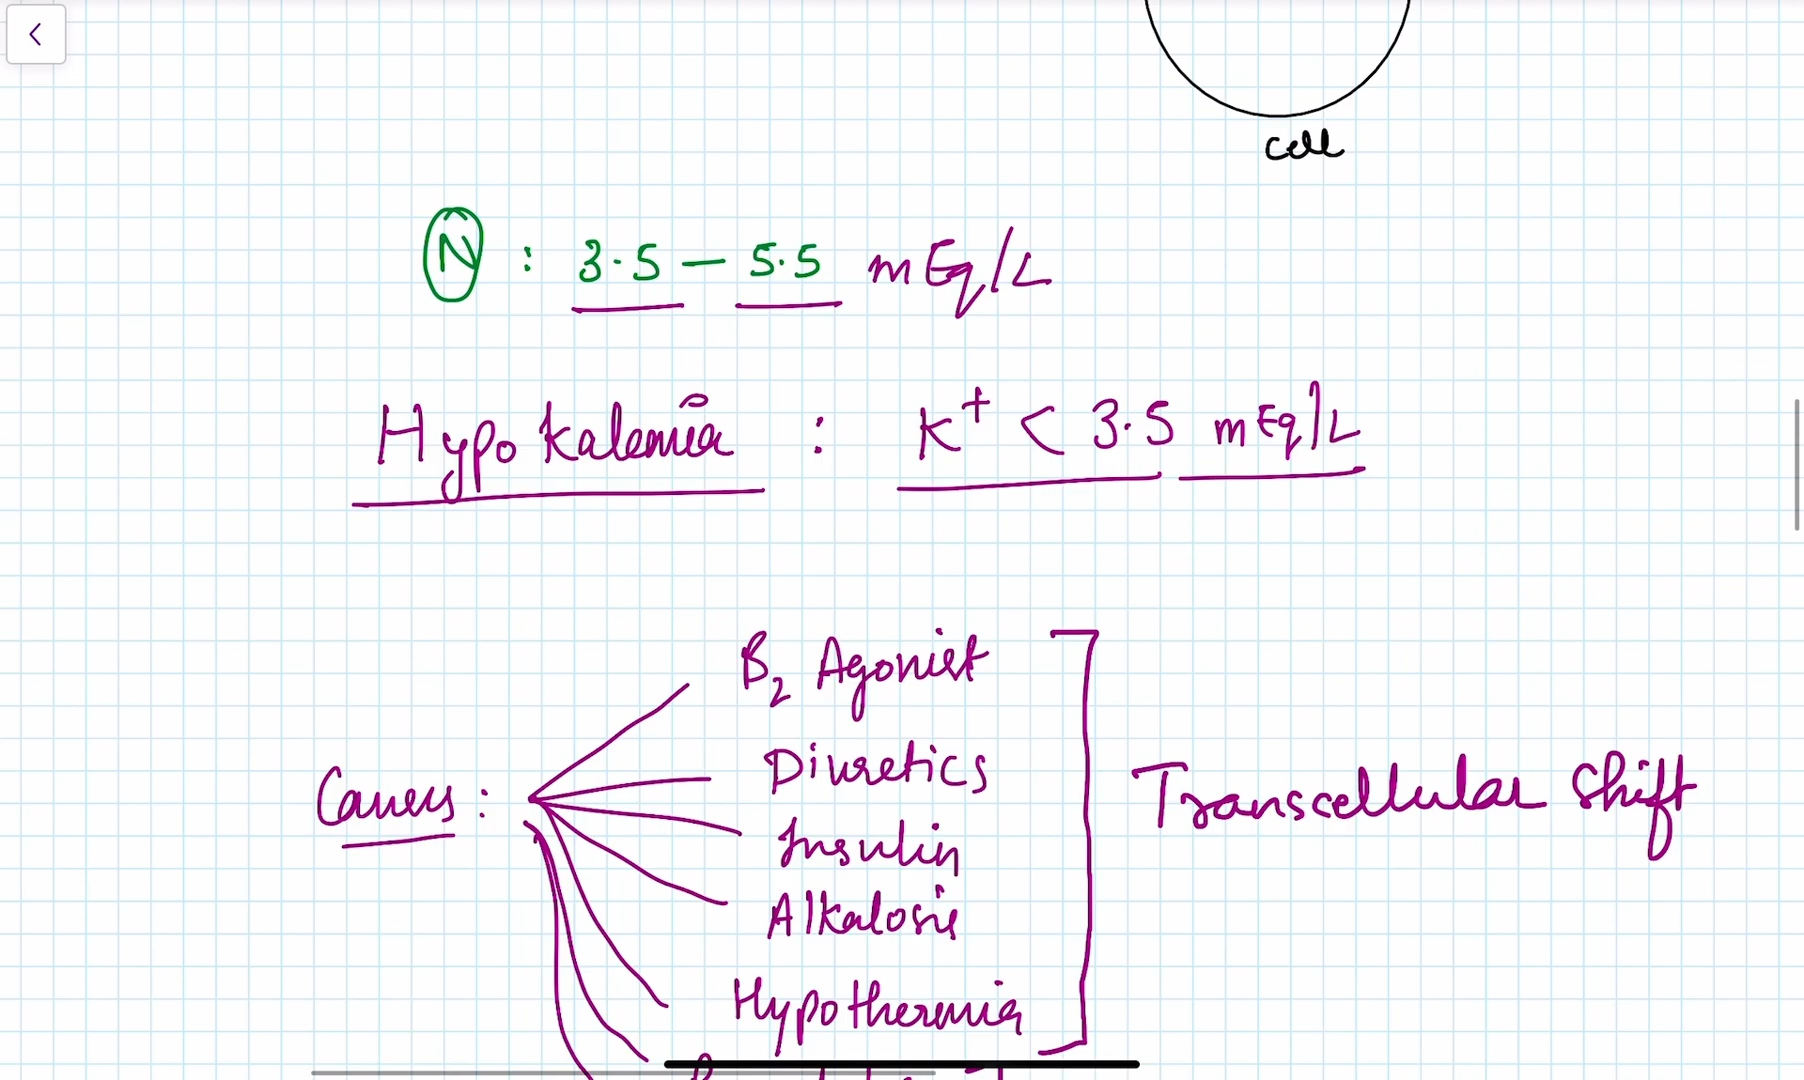 cell
N : 3.5 – 5.5 mEq/L
Hypokalemia : K⁺ < 3.5 mEq/L
B₂ Agonist
Diuretics
Causes : Transcellular Shift
Insulin
Alkalosis
Hypothermia